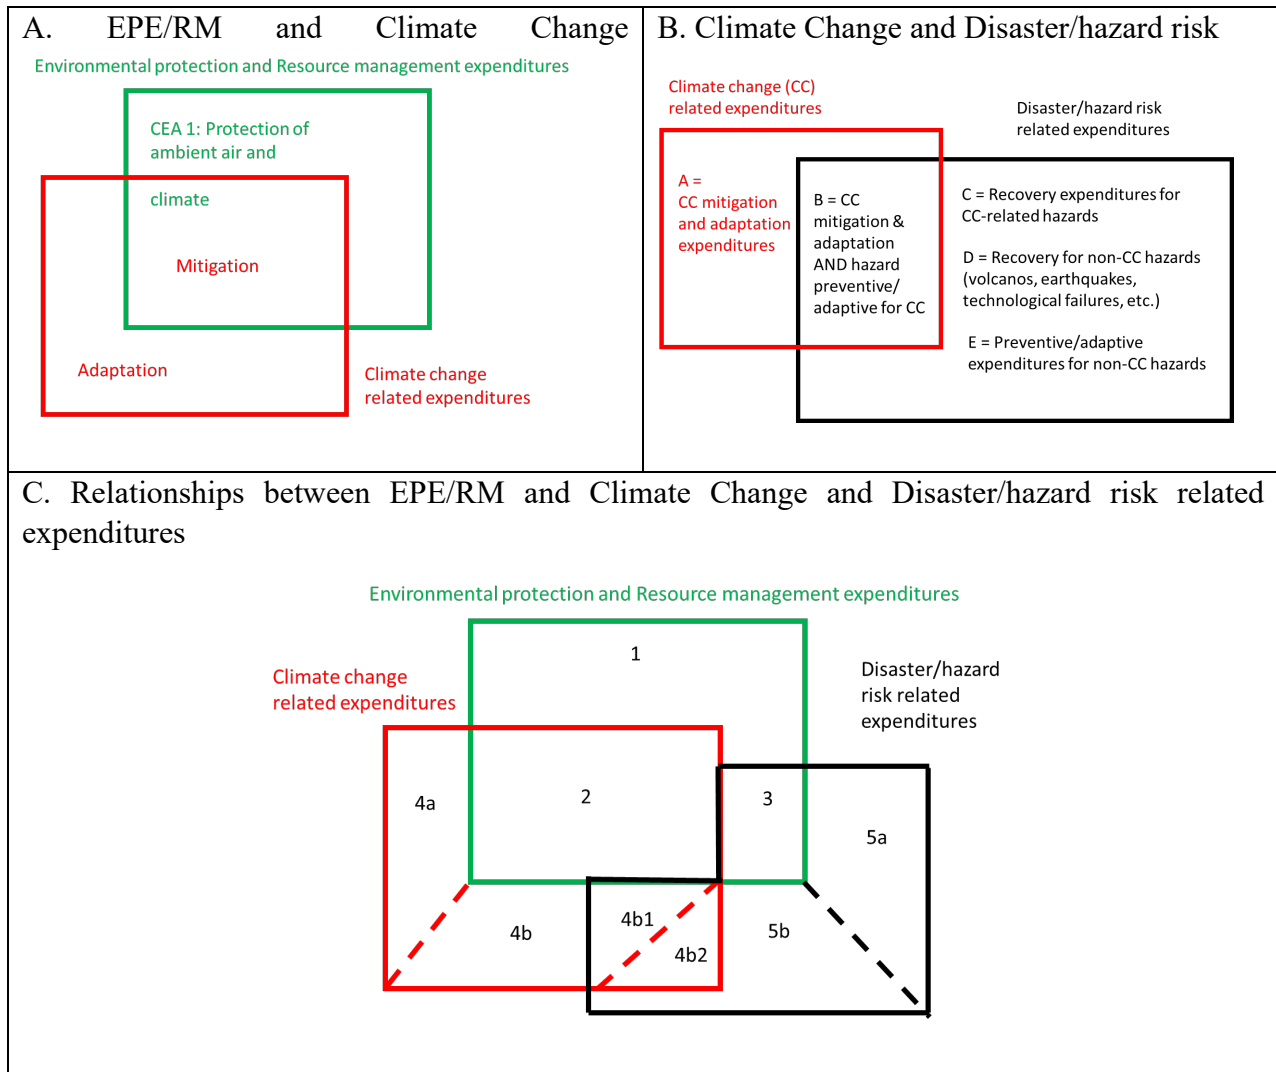 A. EPE/RM and Climate Change
Environmental protection and Resource management expenditures
CEA 1: Protection of
ambient air and
climate
Mitigation
Adaptation
Climate change
related expenditures
B. Climate Change and Disaster/hazard risk
Climate change (CC)
related expenditures
Disaster/hazard risk
related expenditures
A =
CC mitigation
and adaptation
expenditures
B = CC
mitigation &
adaptation
AND hazard
preventive/
adaptive for CC
C = Recovery expenditures for
CC-related hazards
D = Recovery for non-CC hazards
(volcanos, earthquakes,
technological failures, etc.)
E = Preventive/adaptive
expenditures for non-CC hazards
C. Relationships between EPE/RM and Climate Change and Disaster/hazard risk related
expenditures
Environmental protection and Resource management expenditures
1
Climate change
related expenditures
Disaster/hazard
risk related
expenditures
4a
2
3
5a
4b
4b1
4b2
5b